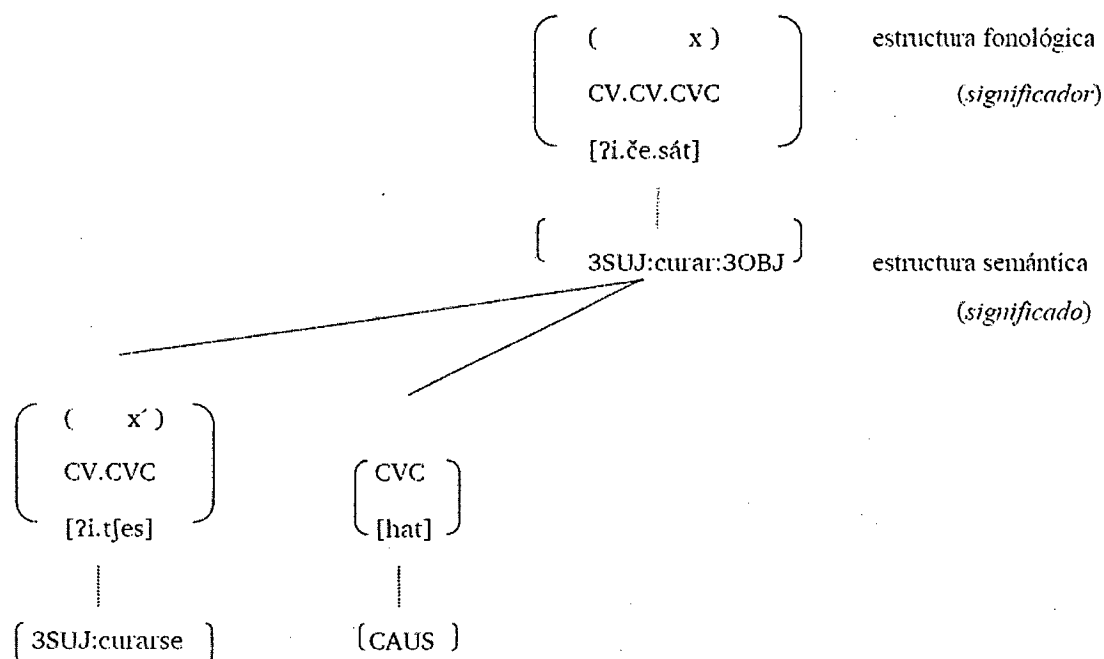 ( x ) estructura fonológica
CV.CV.CVC (significador)
[ʔi.če.sát]
3SUJ:curar:3OBJ estructura semántica
(significado)
( x´ )
CV.CVC CVC
[ʔi.tʃes] [hat]
3SUJ:curarse CAUS